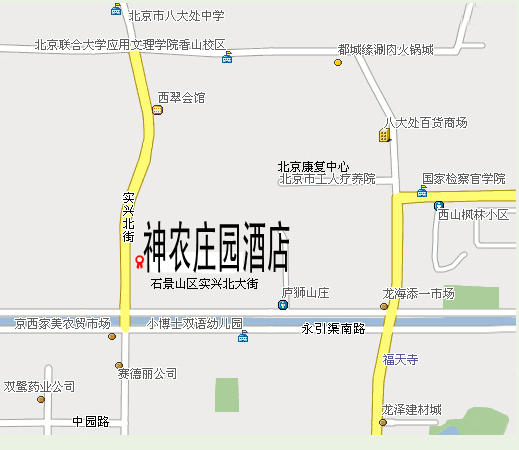 北京市八大处中学
北京联合大学应用文理学院香山校区
都城缘涮肉火锅城
西翠会馆
八大处百货商场
北京康复中心
北京市工人疗养院
国家检察官学院
实兴北街
西山枫林小区
神农庄园酒店
石景山区实兴北大街
庐狮山庄
龙海添一市场
京西家美农贸市场
小博士双语幼儿园
永引渠南路
福天寺
赛德丽公司
双鹭药业公司
龙泽建材城
中园路